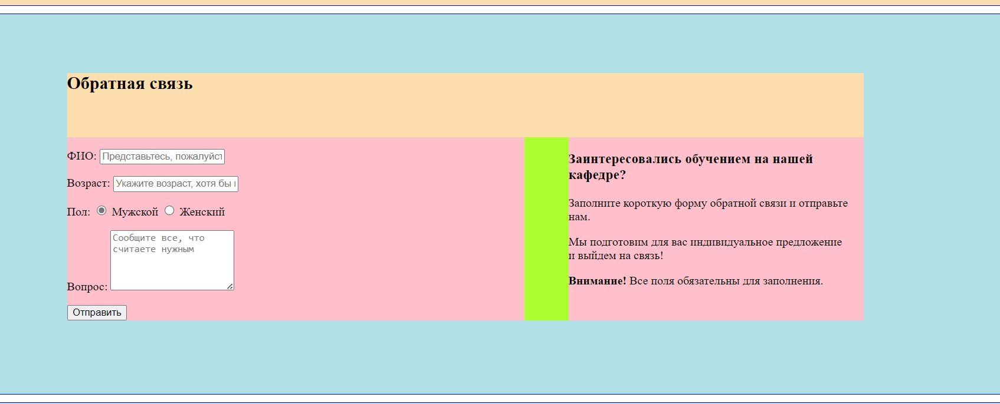 Обратная связь
ФИО: Представьтесь, пожалуйст
Возраст: Укажите возраст, хотя бы
Пол: Мужской Женский
Сообщите все, что
считаете нужным
Вопрос:
Отправить
Заинтересовались обучением на нашей
кафедре?
Заполните короткую форму обратной связи и отправьте
нам.
Мы подготовим для вас индивидуальное предложение
и выйдем на связь!
Внимание! Все поля обязательны для заполнения.